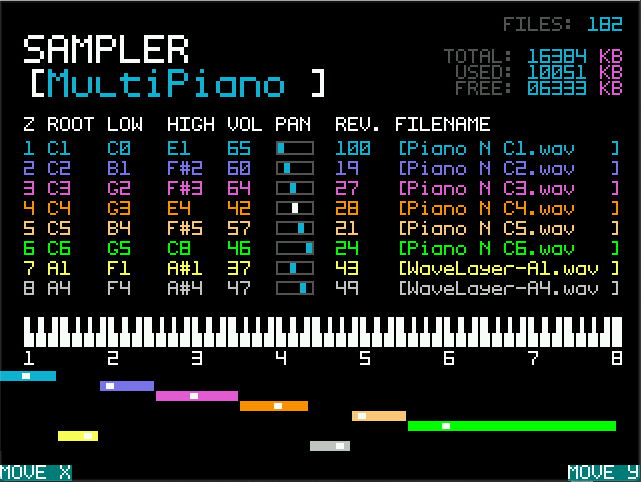 FILES: 182
SAMPLER
[MultiPiano ]
TOTAL: 16384 KB
USED: 10051 KB
FREE: 06333 KB
Z ROOT LOW HIGH VOL PAN REV. FILENAME
1 C1 C0 E1 65 100 [Piano N C1.wav ]
2 C2 B1 F#2 60 19 [Piano N C2.wav ]
3 C3 G2 F#3 64 27 [Piano N C3.wav ]
4 C4 G3 E4 42 28 [Piano N C4.wav ]
5 C5 B4 F#5 57 21 [Piano N C5.wav ]
6 C6 G5 C8 46 24 [Piano N C6.wav ]
7 A1 F1 A#1 37 43 [WaveLayer-A1.wav ]
8 A4 F4 A#4 47 49 [WaveLayer-A4.wav ]
1 2 3 4 5 6 7 8
MOVE X MOVE Y